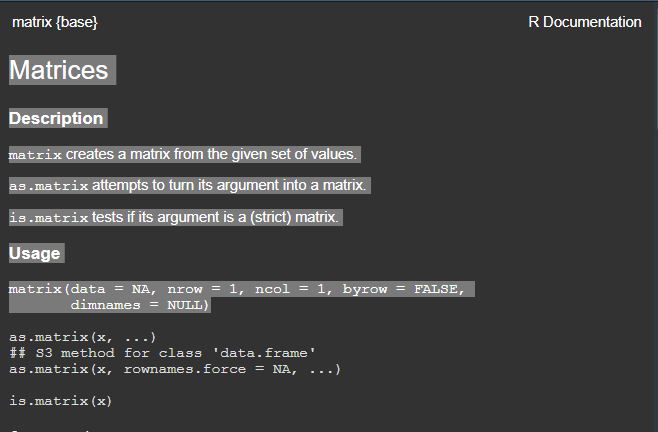 matrix {base}
R Documentation
Matrices
Description
matrix creates a matrix from the given set of values.
as.matrix attempts to turn its argument into a matrix.
is.matrix tests if its argument is a (strict) matrix.
Usage
matrix(data = NA, nrow = 1, ncol = 1, byrow = FALSE,
dimnames = NULL)
as.matrix(x, ...)
## S3 method for class 'data.frame'
as.matrix(x, rownames.force = NA, ...)
is.matrix(x)